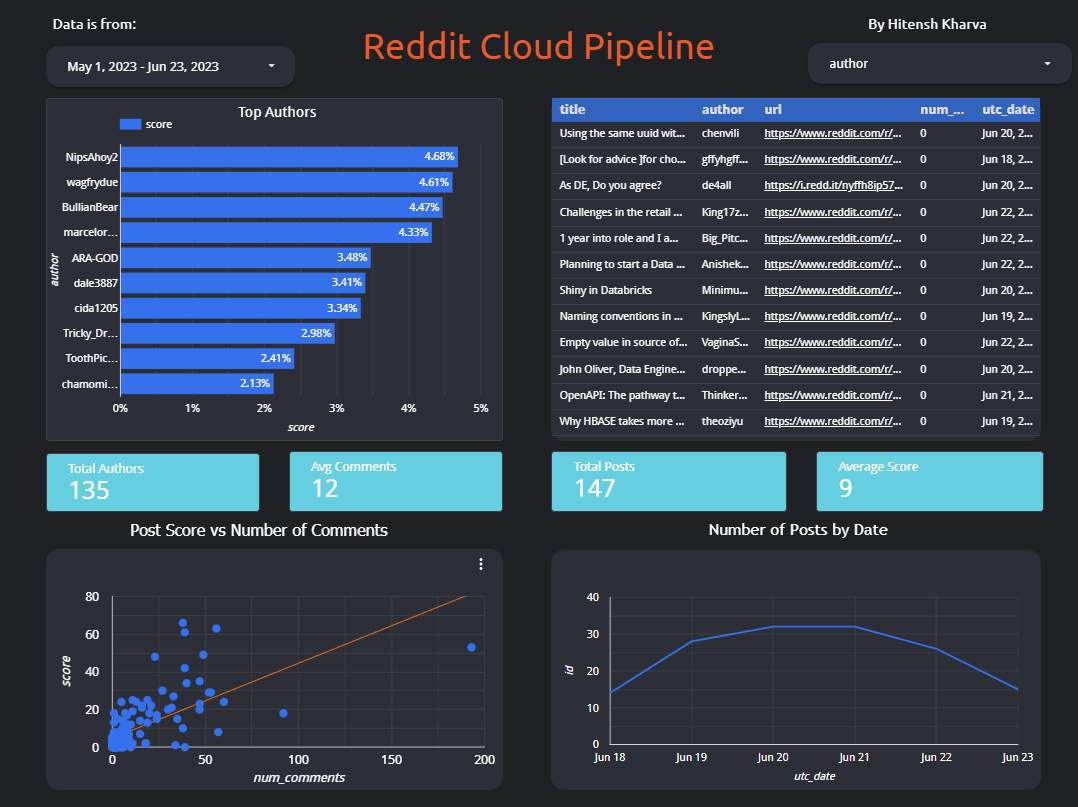 Data is from:
May 1, 2023 - Jun 23, 2023
Reddit Cloud Pipeline
By Hitensh Kharva
author
Top Authors
score
NipsAhoy2 4.68%
wagfrydue 4.61%
BullianBear 4.47%
marcelor... 4.33%
ARA-GOD 3.48%
dale3887 3.41%
cida1205 3.34%
Tricky_Dr... 2.98%
ToothPic... 2.41%
chamomi... 2.13%
author
0% 1% 2% 3% 4% 5%
score
title author url num_... utc_date
Using the same uuid wit... chenvili https://www.reddit.com/r/... 0 Jun 20, 2...
[Look for advice ]for cho... gffyhgff... https://www.reddit.com/r/... 0 Jun 18, 2...
As DE, Do you agree? de4all https://i.redd.it/nyffh8ip57... 0 Jun 20, 2...
Challenges in the retail ... King17z... https://www.reddit.com/r/... 0 Jun 22, 2...
1 year into role and I a... Big_Pitc... https://www.reddit.com/r/... 0 Jun 22, 2...
Planning to start a Data ... Anishek... https://www.reddit.com/r/... 0 Jun 22, 2...
Shiny in Databricks Minimu... https://www.reddit.com/r/... 0 Jun 20, 2...
Naming conventions in ... KingslyL... https://www.reddit.com/r/... 0 Jun 19, 2...
Empty value in source of... VaginaS... https://www.reddit.com/r/... 0 Jun 22, 2...
John Oliver, Data Engine... droppe... https://www.reddit.com/r/... 0 Jun 20, 2...
OpenAPI: The pathway t... Thinker... https://www.reddit.com/r/... 0 Jun 21, 2...
Why HBASE takes more ... theoziyu https://www.reddit.com/r/... 0 Jun 19, 2...
Total Authors
135
Avg Comments
12
Total Posts
147
Average Score
9
Post Score vs Number of Comments
80
60
40
20
0
score
0 50 100 150 200
num_comments
Number of Posts by Date
40
30
20
10
0
id
Jun 18 Jun 19 Jun 20 Jun 21 Jun 22 Jun 23
utc_date